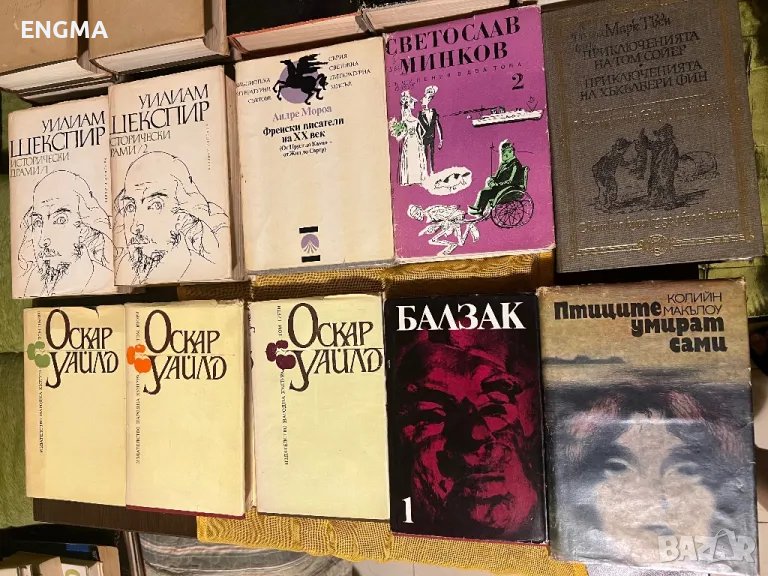 ENGMA
УИЛИАМ
ШЕКСПИР
ИСТОРИЧЕСКИ
ДРАМИ/1
УИЛИАМ
ШЕКСПИР
ИСТОРИЧЕСКИ
ДРАМИ/2
Андре Мороа
Френски писатели
на XX век
СВЕТОСЛАВ
МИНКОВ
2
Марк Твен
ПРИКЛЮЧЕНИЯТА
НА ТОМ СОЙЕР
ПРИКЛЮЧЕНИЯТА
НА ХЪКЪЛБЕРИ ФИН
ОСКАР
УАЙЛД
ОСКАР
УАЙЛД
ОСКАР
УАЙЛД
БАЛЗАК
1
КОЛИЙН
МАКЪЛОУ
Птиците
умират
сами
BAZAR